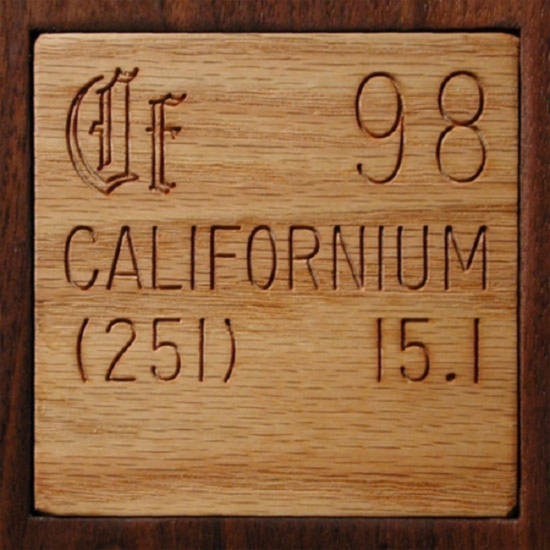 Cf 98
CALIFORNIUM
(251) 15.1